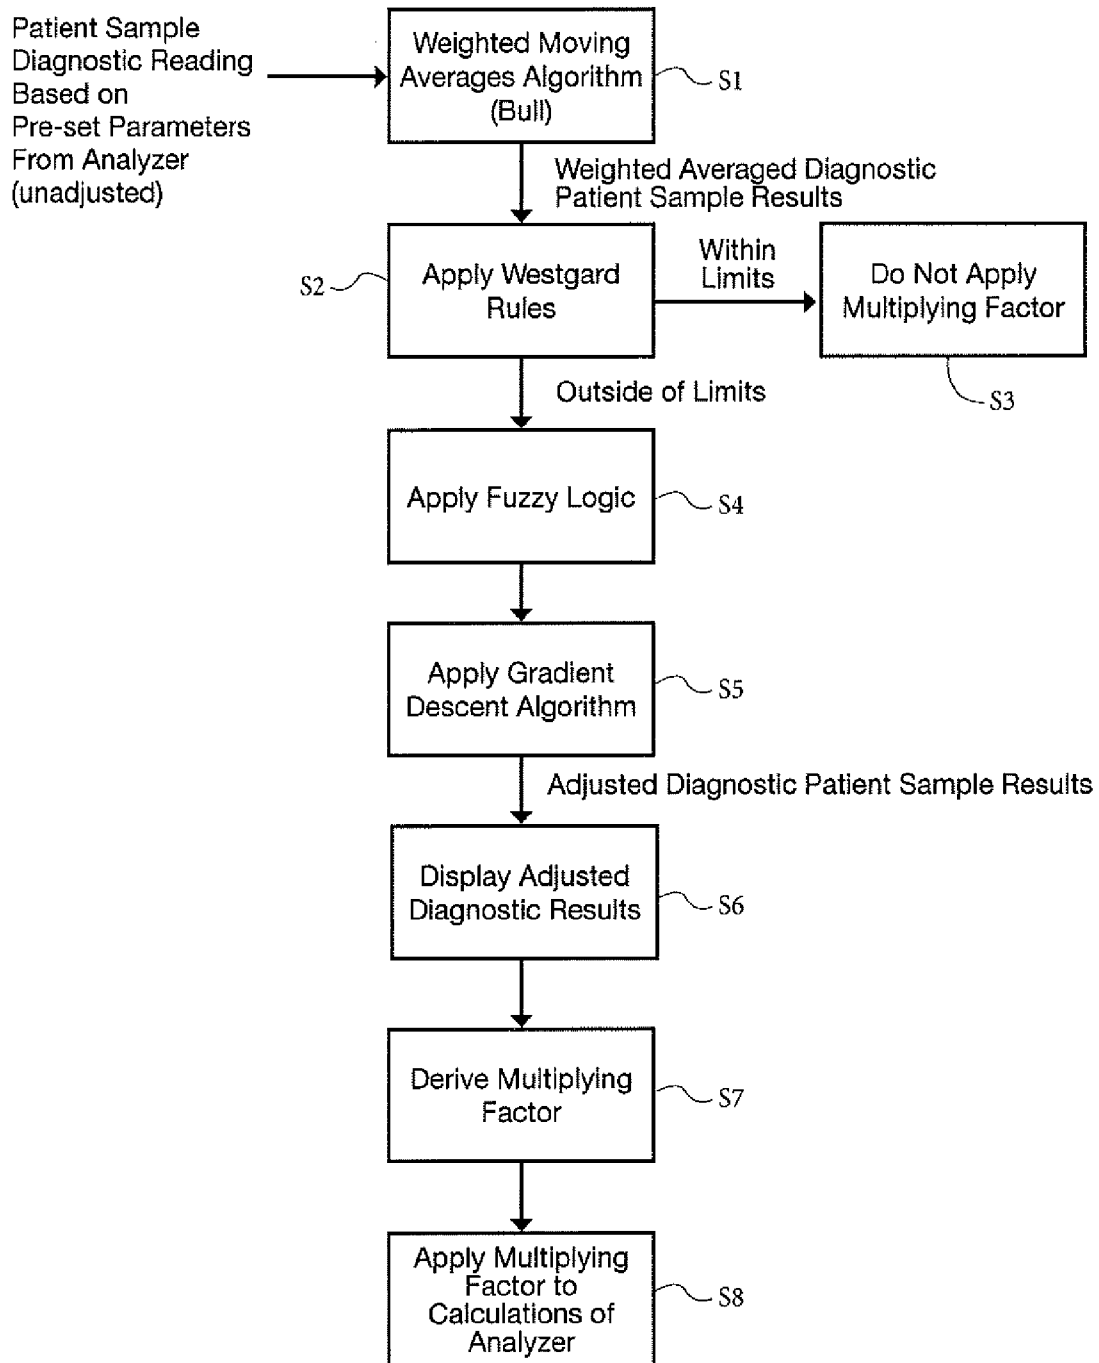 Patient Sample
Diagnostic Reading
Based on
Pre-set Parameters
From Analyzer
(unadjusted)
Weighted Moving
Averages Algorithm
(Bull)
S1
Weighted Averaged Diagnostic
Patient Sample Results
S2
Apply Westgard
Rules
Within
Limits
Do Not Apply
Multiplying Factor
S3
Outside of Limits
Apply Fuzzy Logic
S4
Apply Gradient
Descent Algorithm
S5
Adjusted Diagnostic Patient Sample Results
Display Adjusted
Diagnostic Results
S6
Derive Multiplying
Factor
S7
Apply Multiplying
Factor to
Calculations of
Analyzer
S8